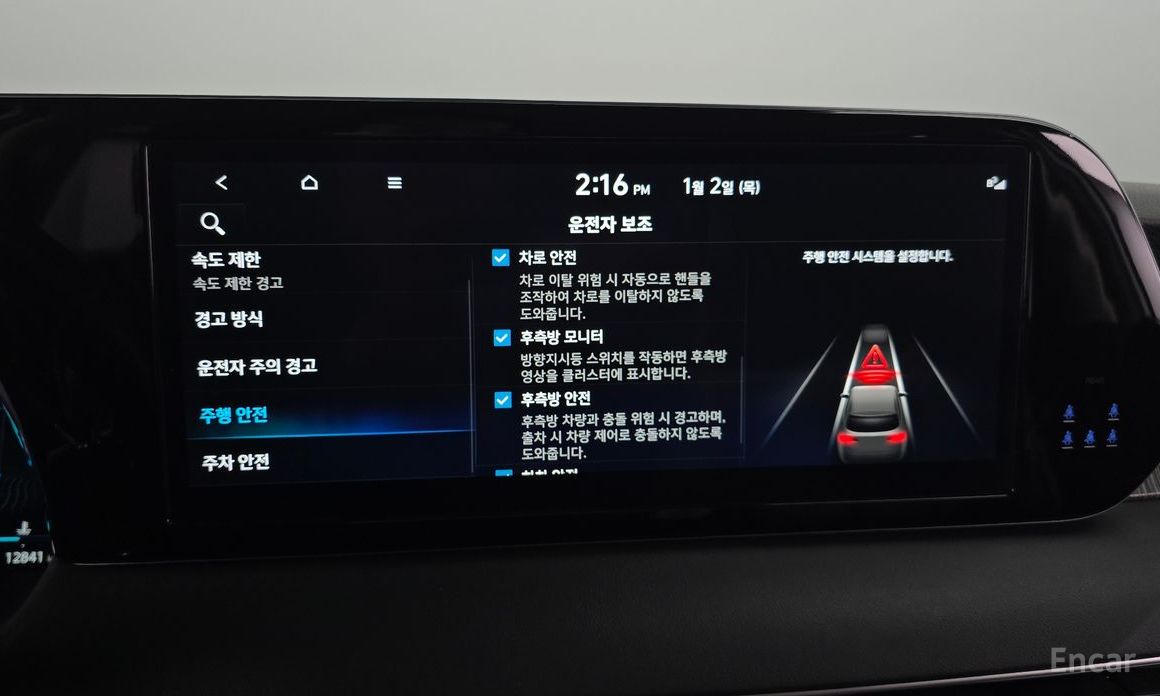 2:16 PM 1월 2일 (목)
운전자 보조
속도 제한
속도 제한 경고
경고 방식
운전자 주의 경고
주행 안전
주차 안전
차로 안전
차로 이탈 위험 시 자동으로 핸들을
조작하여 차로를 이탈하지 않도록
도와줍니다.
후측방 모니터
방향지시등 스위치를 작동하면 후측방
영상을 클러스터에 표시합니다.
후측방 안전
후측방 차량과 충돌 위험 시 경고하며,
출차 시 차량 제어로 충돌하지 않도록
도와줍니다.
주행 안전 시스템을 설정합니다.
12841
Encar